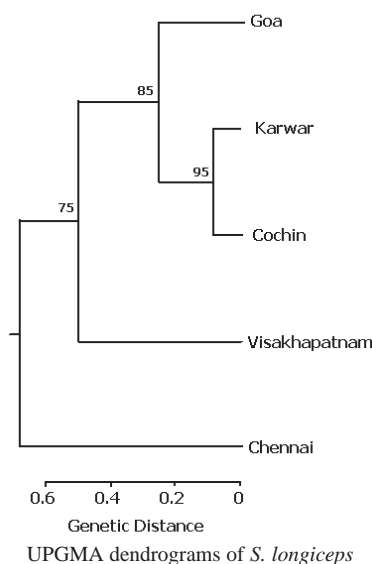 Goa
85
Karwar
95
Cochin
75
Visakhapatnam
Chennai
0.6 0.4 0.2 0
Genetic Distance
UPGMA dendrograms of S. longiceps